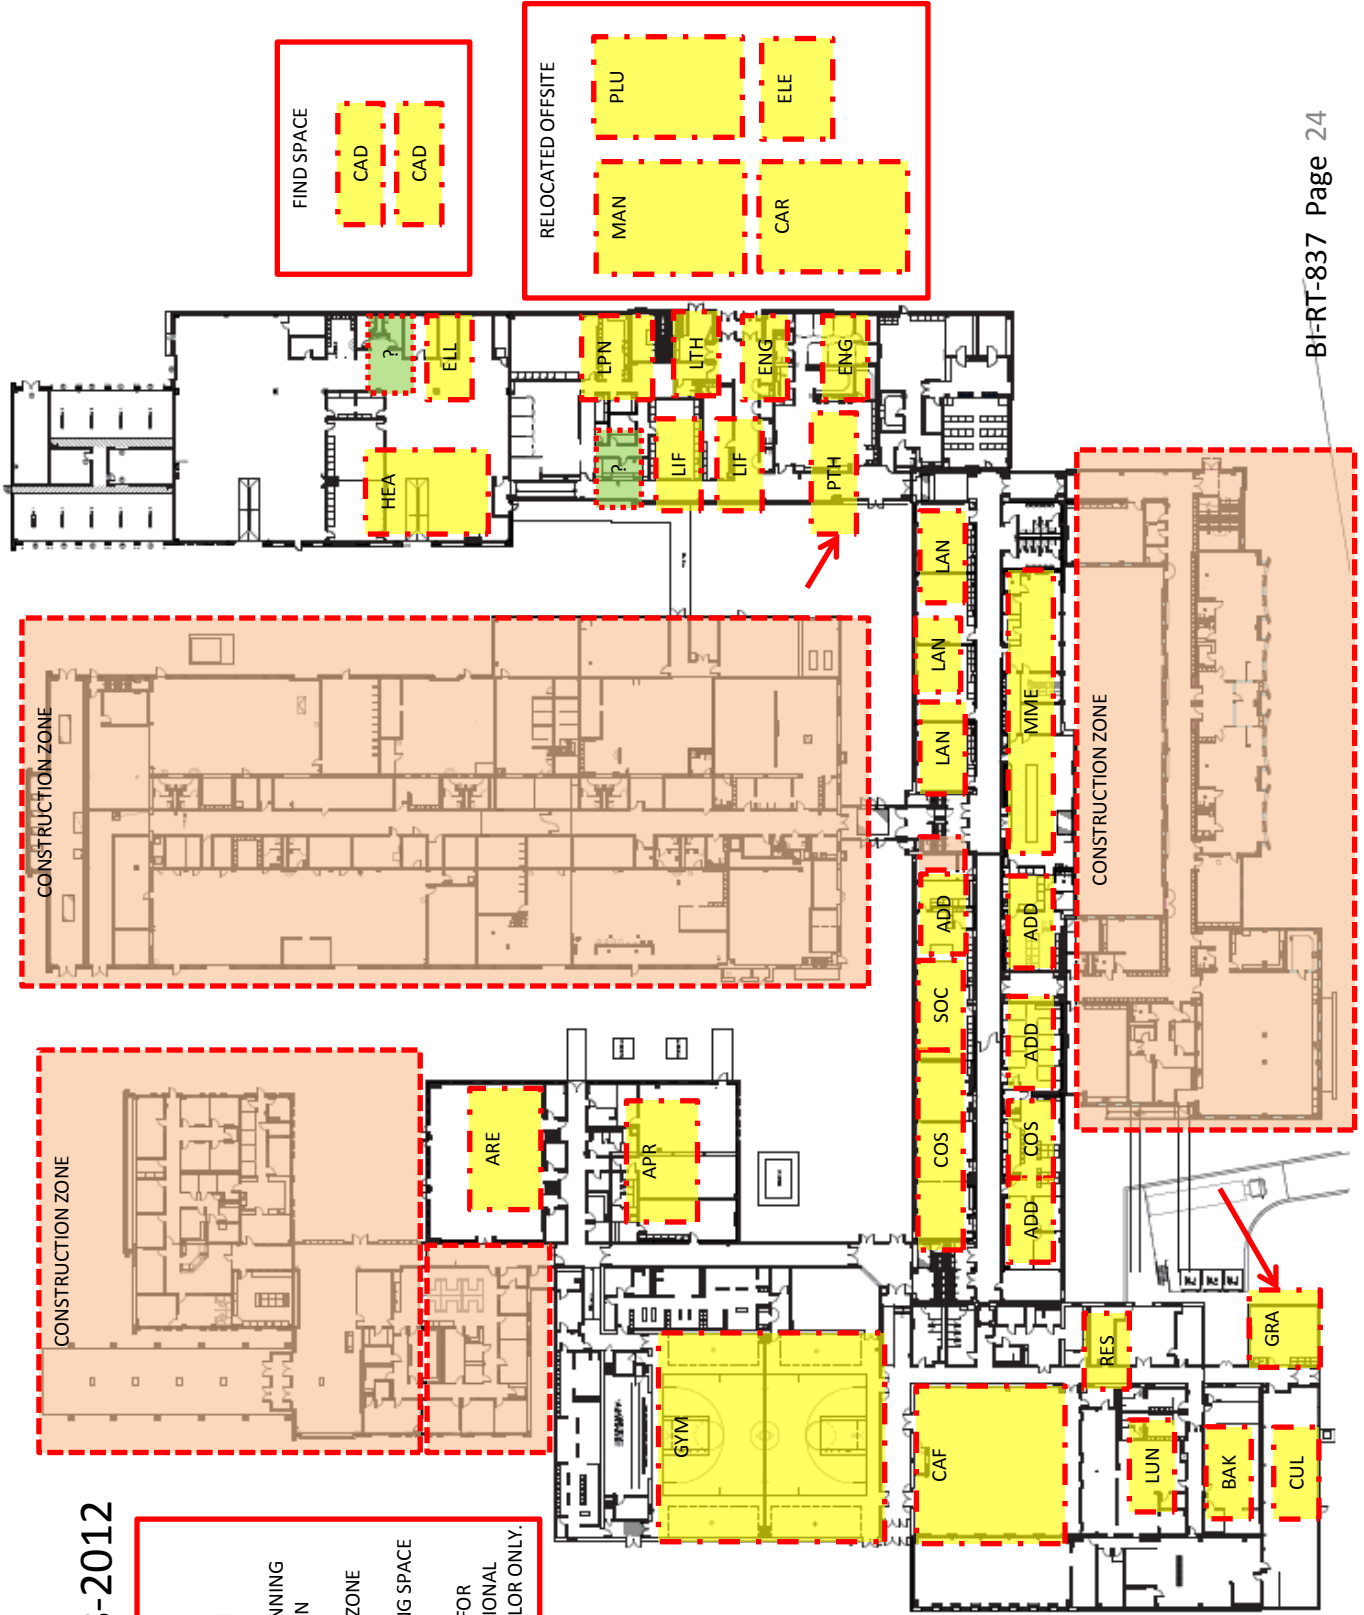 -2012
NNING
N
ZONE
NG SPACE
FOR
IONAL
LOR ONLY.
CONSTRUCTION ZONE
CONSTRUCTION ZONE
FIND SPACE
CAD
CAD
RELOCATED OFFSITE
MAN
PLU
CAR
ELE
HEA
?
ELL
ARE
APR
GYM
?
LPN
LIF
LTH
LIF
ENG
PTH
ENG
CAF
COS
SOC
ADD
LAN
LAN
LAN
ADD
COS
ADD
ADD
MME
CONSTRUCTION ZONE
RES
LUN
BAK
GRA
CUL
BI-RT-837 Page 24